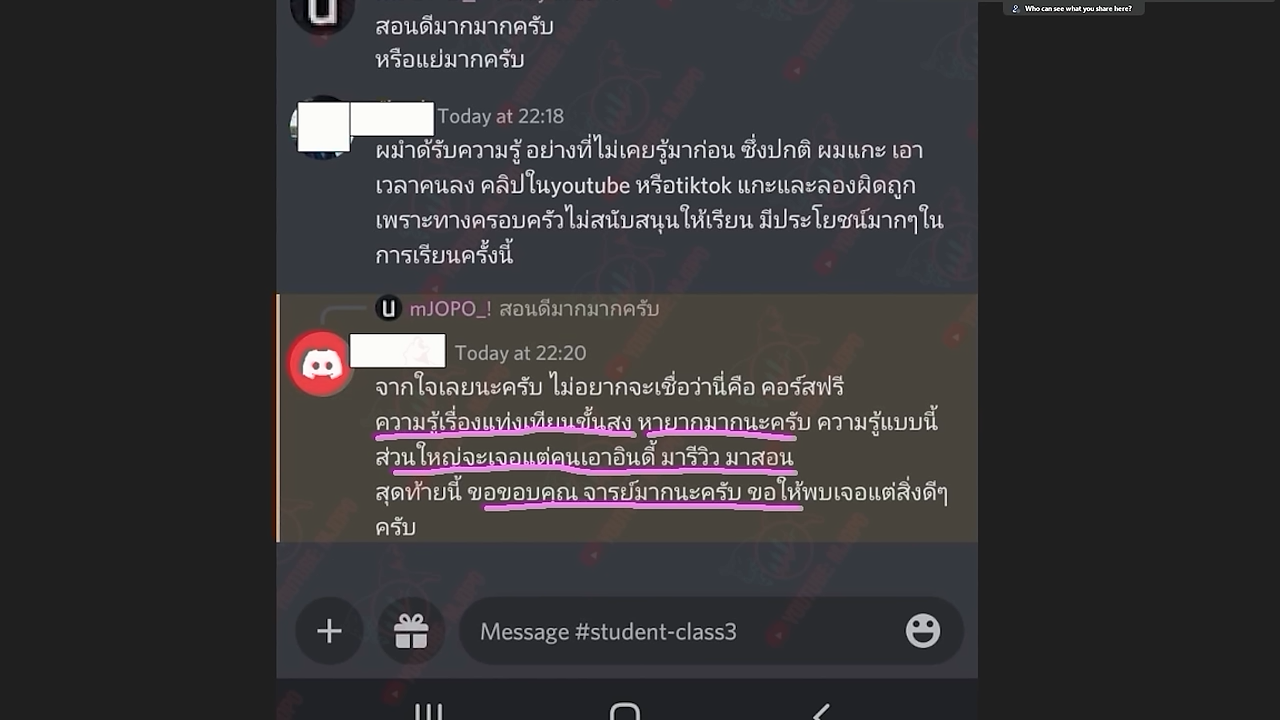 Who can see what you share here?
สอนดีมากมากครับ
หรือแย่มากครับ
Today at 22:18
ผมำด้รับความรู้ อย่างที่ไม่เคยรู้มาก่อน ซึ่งปกติ ผมแกะ เอา
เวลาคนลง คลิปในyoutube หรือtiktok แกะและลองผิดถูก
เพราะทางครอบครัวไม่สนับสนุนให้เรียน มีประโยชน์มากๆใน
การเรียนครั้งนี้
mJOPO_! สอนดีมากมากครับ
Today at 22:20
จากใจเลยนะครับ ไม่อยากจะเชื่อว่านี่คือ คอร์สฟรี
ความรู้เรื่องแท่งเทียนขั้นสูง หายากมากนะครับ ความรู้แบบนี้
ส่วนใหญ่จะเจอแต่คนเอาอินดี้ มารีวิว มาสอน
สุดท้ายนี้ ขอขอบคุณ จารย์มากนะครับ ขอให้พบเจอแต่สิ่งดีๆ
ครับ
Message #student-class3